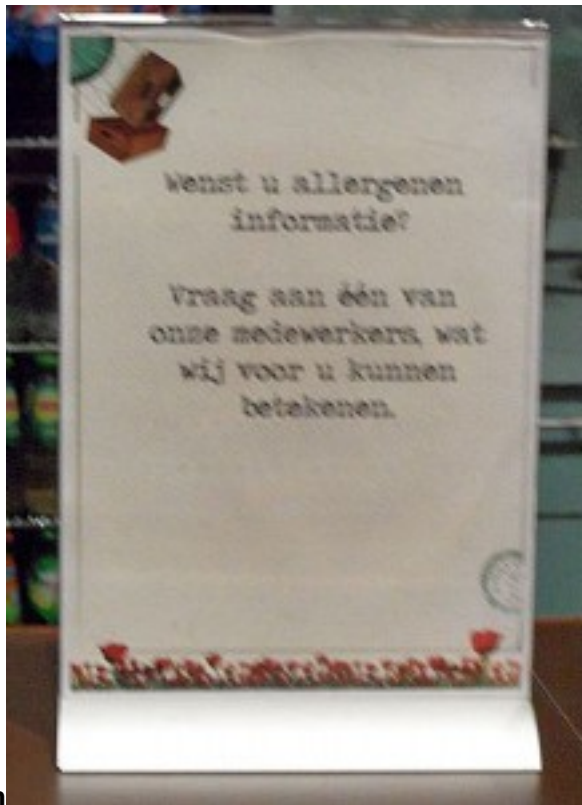 Wenst u allergenen
informatie?
Vraag aan één van
onze medewerkers, wat
wij voor u kunnen
betekenen.